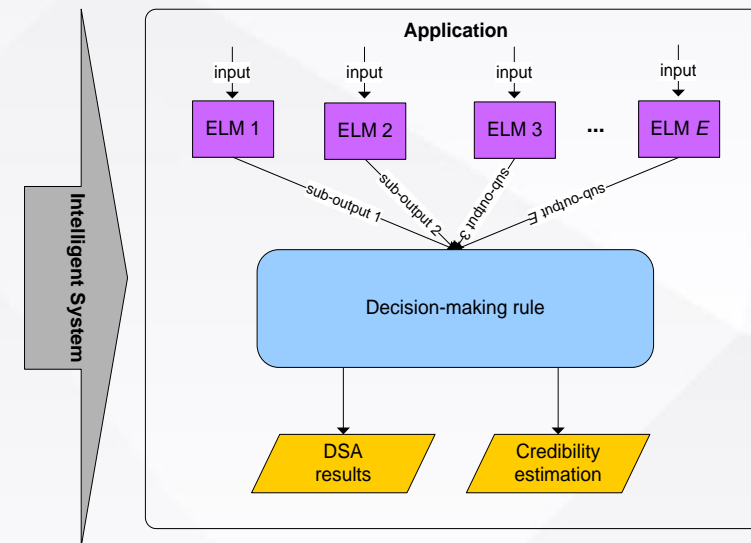 Application
input
input
input
input
ELM 1
ELM 2
ELM 3
...
ELM E
sub-output 1
sub-output 2
sub-output 3
sub-output E
Intelligent System
Decision-making rule
DSA
results
Credibility
estimation